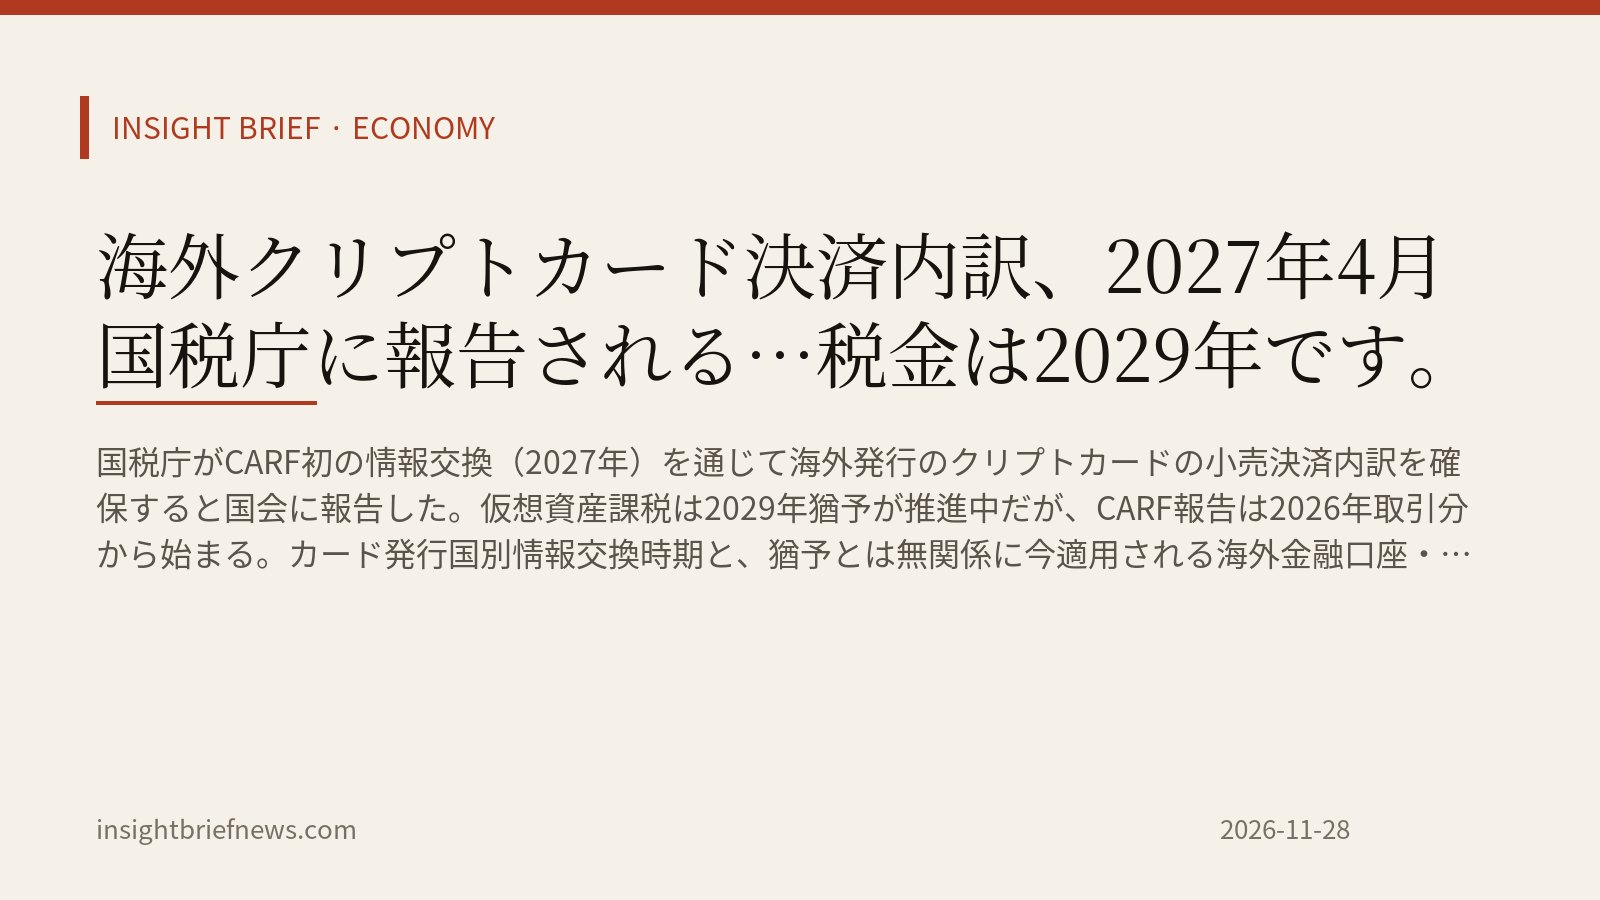 INSIGHT BRIEF · ECONOMY
海外クリプトカード決済内訳、2027年4月
国税庁に報告される…税金は2029年です。
国税庁がCARF初の情報交換（2027年）を通じて海外発行のクリプトカードの小売決済内訳を確
保すると国会に報告した。仮想資産課税は2029年猶予が推進中だが、CARF報告は2026年取引分
から始まる。カード発行国別情報交換時期と、猶予とは無関係に今適用される海外金融口座・…
insightbriefnews.com
2026-11-28